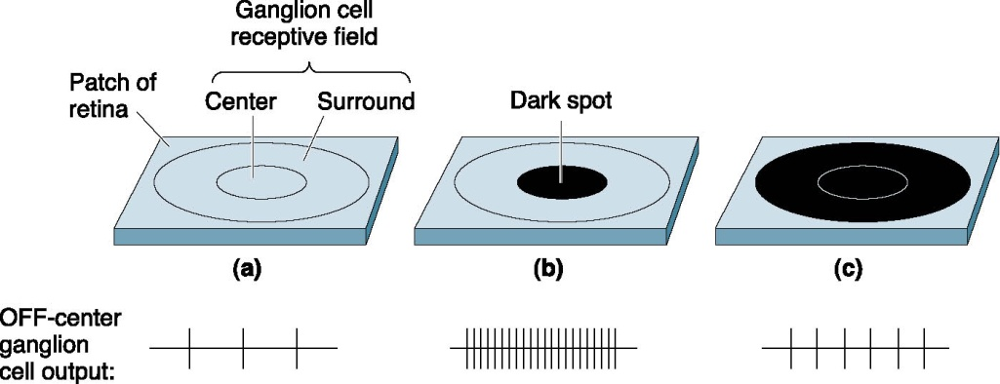 Ganglion cell
receptive field
Patch of
retina
Center
Surround
Dark spot
(a)
(b)
(c)
OFF-center
ganglion
cell output: